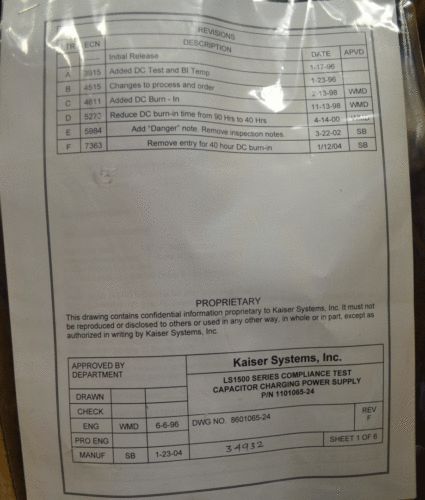 REVISIONS
LTR ECN DESCRIPTION DATE APVD
Initial Release 1-17-96
A 3915 Added DC Test and BI Temp 1-23-96
B 4515 Changes to process and order 2-13-98 WMD
C 4611 Added DC Burn - In 11-13-98 WMD
D 5270 Reduce DC burn-in time from 90 Hrs to 40 Hrs 4-14-00 WMD
E 5984 Add "Danger" note. Remove inspection notes 3-22-02 SB
F 7363 Remove entry for 40 hour DC burn-in 1/12/04 SB
PROPRIETARY
This drawing contains confidential information proprietary to Kaiser Systems, Inc. It must not
be reproduced or disclosed to others or used in any other way, in whole or in part, except as
authorized in writing by Kaiser Systems, Inc.
APPROVED BY
DEPARTMENT
Kaiser Systems, Inc.
LS1500 SERIES COMPLIANCE TEST
CAPACITOR CHARGING POWER SUPPLY
P/N 1101065-24
DRAWN
CHECK
ENG WMD 6-6-96
DWG NO. 8601065-24
REV
F
PRO ENG
MANUF SB 1-23-04
34932
SHEET 1 OF 6